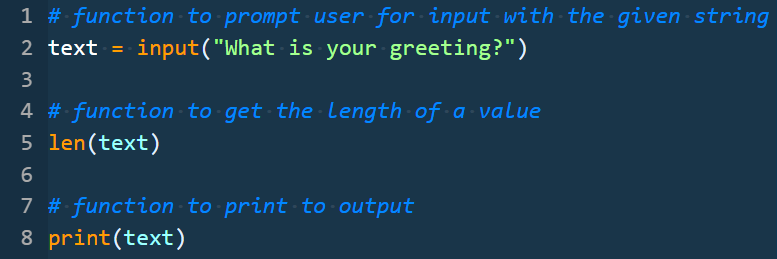 1 # function to prompt user for input with the given string
2 text = input("What is your greeting?")
3
4 # function to get the length of a value
5 len(text)
6
7 # function to print to output
8 print(text)